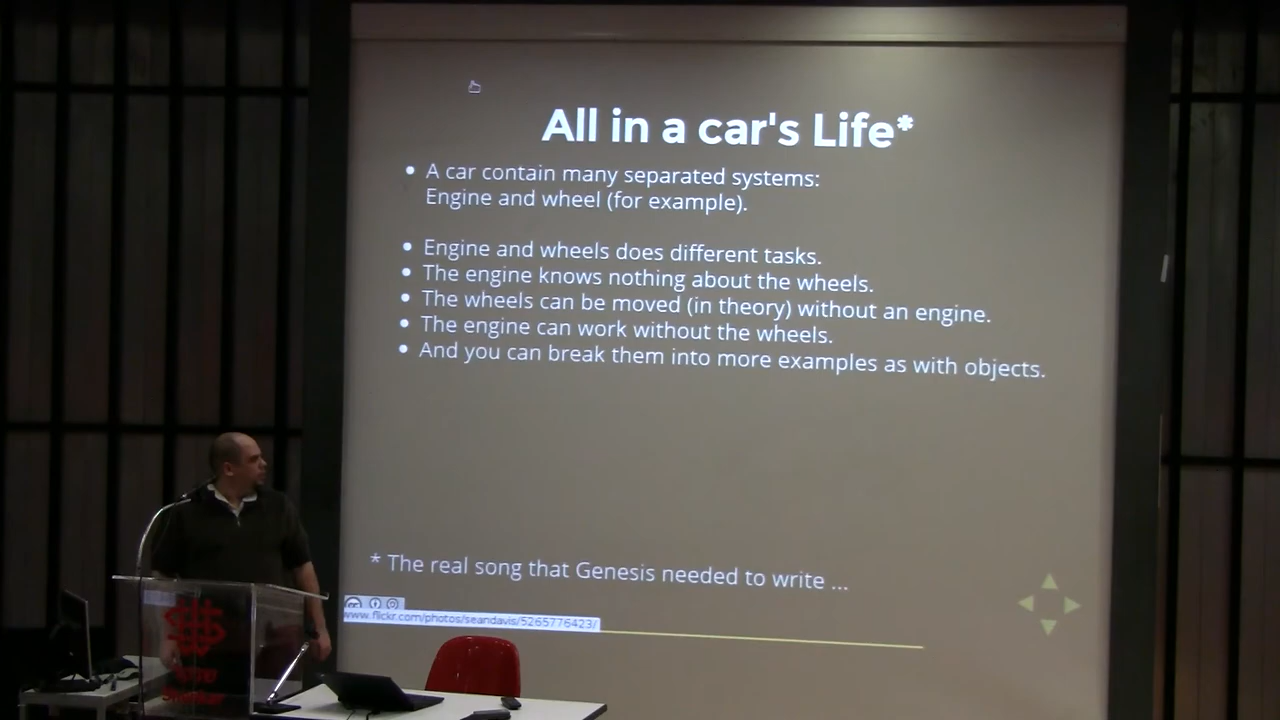 All in a car's Life*
• A car contain many separated systems:
Engine and wheel (for example).
• Engine and wheels does different tasks.
• The engine knows nothing about the wheels.
• The wheels can be moved (in theory) without an engine.
• The engine can work without the wheels.
• And you can break them into more examples as with objects.
* The real song that Genesis needed to write ...
www.flickr.com/photos/seandavis/5265776423/